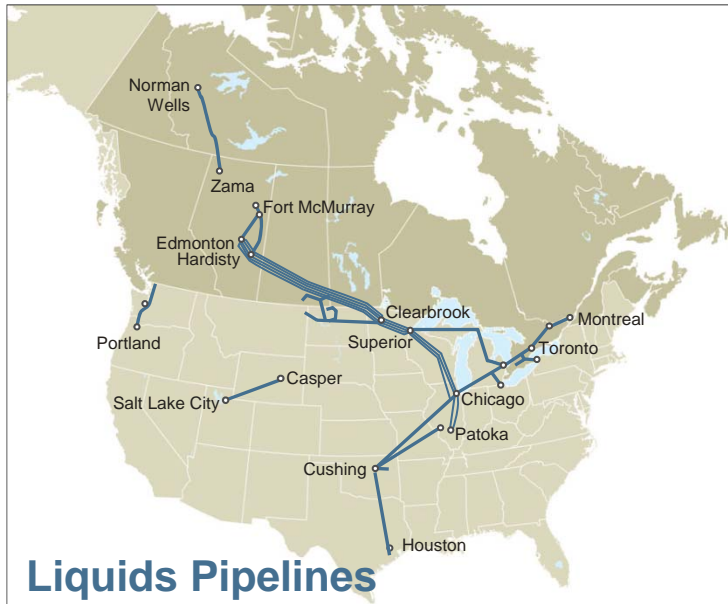 Norman
Wells
Zama
Fort McMurray
Edmonton
Hardisty
Clearbrook
Superior
Montreal
Toronto
Portland
Casper
Salt Lake City
Chicago
Patoka
Cushing
Houston
Liquids Pipelines